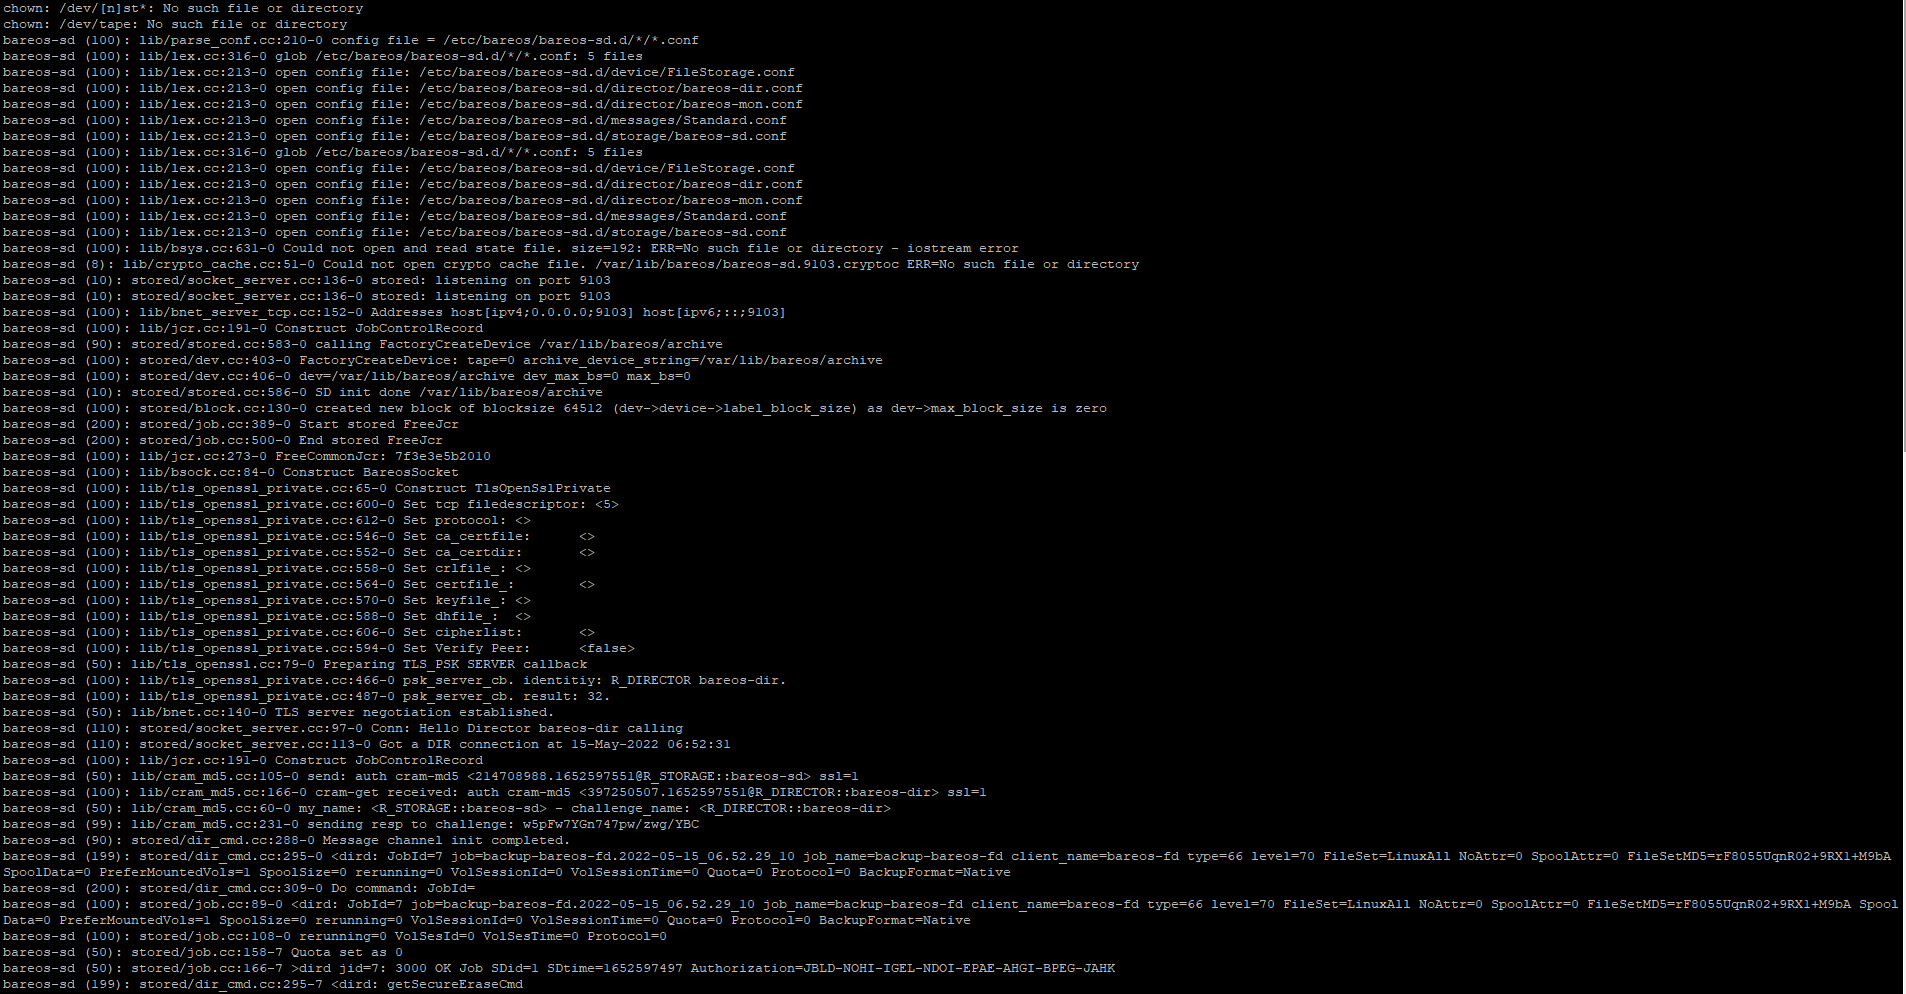 chown: /dev/[n]st*: No such file or directory
chown: /dev/tape: No such file or directory
bareos-sd (100): lib/parse_conf.cc:210-0 config file = /etc/bareos/bareos-sd.d/*/*.conf
bareos-sd (100): lib/lex.cc:316-0 glob /etc/bareos/bareos-sd.d/*/*.conf: 5 files
bareos-sd (100): lib/lex.cc:213-0 open config file: /etc/bareos/bareos-sd.d/device/FileStorage.conf
bareos-sd (100): lib/lex.cc:213-0 open config file: /etc/bareos/bareos-sd.d/director/bareos-dir.conf
bareos-sd (100): lib/lex.cc:213-0 open config file: /etc/bareos/bareos-sd.d/director/bareos-mon.conf
bareos-sd (100): lib/lex.cc:213-0 open config file: /etc/bareos/bareos-sd.d/messages/Standard.conf
bareos-sd (100): lib/lex.cc:213-0 open config file: /etc/bareos/bareos-sd.d/storage/bareos-sd.conf
bareos-sd (100): lib/lex.cc:316-0 glob /etc/bareos/bareos-sd.d/*/*.conf: 5 files
bareos-sd (100): lib/lex.cc:213-0 open config file: /etc/bareos/bareos-sd.d/device/FileStorage.conf
bareos-sd (100): lib/lex.cc:213-0 open config file: /etc/bareos/bareos-sd.d/director/bareos-dir.conf
bareos-sd (100): lib/lex.cc:213-0 open config file: /etc/bareos/bareos-sd.d/director/bareos-mon.conf
bareos-sd (100): lib/lex.cc:213-0 open config file: /etc/bareos/bareos-sd.d/messages/Standard.conf
bareos-sd (100): lib/lex.cc:213-0 open config file: /etc/bareos/bareos-sd.d/storage/bareos-sd.conf
bareos-sd (100): lib/bsys.cc:631-0 Could not open and read state file. size=192: ERR=No such file or directory - iostream error
bareos-sd (8): lib/crypto_cache.cc:51-0 Could not open crypto cache file. /var/lib/bareos/bareos-sd.9103.cryptoc ERR=No such file or directory
bareos-sd (10): stored/socket_server.cc:136-0 stored: listening on port 9103
bareos-sd (10): stored/socket_server.cc:136-0 stored: listening on port 9103
bareos-sd (100): lib/bnet_server_tcp.cc:152-0 Addresses host[ipv4;0.0.0.0;9103] host[ipv6;::;9103]
bareos-sd (100): lib/jcr.cc:191-0 Construct JobControlRecord
bareos-sd (90): stored/stored.cc:583-0 calling FactoryCreateDevice /var/lib/bareos/archive
bareos-sd (100): stored/dev.cc:403-0 FactoryCreateDevice: tape=0 archive_device_string=/var/lib/bareos/archive
bareos-sd (100): stored/dev.cc:406-0 dev=/var/lib/bareos/archive dev_max_bs=0 max_bs=0
bareos-sd (10): stored/stored.cc:586-0 SD init done /var/lib/bareos/archive
bareos-sd (100): stored/block.cc:130-0 created new block of blocksize 64512 (dev->device->label_block_size) as dev->max_block_size is zero
bareos-sd (200): stored/job.cc:389-0 Start stored FreeJcr
bareos-sd (200): stored/job.cc:500-0 End stored FreeJcr
bareos-sd (100): lib/jcr.cc:273-0 FreeCommonJcr: 7f3e3e5b2010
bareos-sd (100): lib/bsock.cc:84-0 Construct BareosSocket
bareos-sd (100): lib/tls_openssl_private.cc:65-0 Construct TlsOpenSslPrivate
bareos-sd (100): lib/tls_openssl_private.cc:600-0 Set tcp filedescriptor: <5>
bareos-sd (100): lib/tls_openssl_private.cc:612-0 Set protocol: <>
bareos-sd (100): lib/tls_openssl_private.cc:546-0 Set ca_certfile:      <>
bareos-sd (100): lib/tls_openssl_private.cc:552-0 Set ca_certdir:       <>
bareos-sd (100): lib/tls_openssl_private.cc:558-0 Set crlfile_: <>
bareos-sd (100): lib/tls_openssl_private.cc:564-0 Set certfile_:        <>
bareos-sd (100): lib/tls_openssl_private.cc:570-0 Set keyfile_: <>
bareos-sd (100): lib/tls_openssl_private.cc:588-0 Set dhfile_:  <>
bareos-sd (100): lib/tls_openssl_private.cc:606-0 Set cipherlist:       <>
bareos-sd (100): lib/tls_openssl_private.cc:594-0 Set Verify Peer:      <false>
bareos-sd (50): lib/tls_openssl.cc:79-0 Preparing TLS_PSK SERVER callback
bareos-sd (100): lib/tls_openssl_private.cc:466-0 psk_server_cb. identitiy: R_DIRECTOR bareos-dir.
bareos-sd (100): lib/tls_openssl_private.cc:487-0 psk_server_cb. result: 32.
bareos-sd (50): lib/bnet.cc:140-0 TLS server negotiation established.
bareos-sd (110): stored/socket_server.cc:97-0 Conn: Hello Director bareos-dir calling
bareos-sd (110): stored/socket_server.cc:113-0 Got a DIR connection at 15-May-2022 06:52:31
bareos-sd (100): lib/jcr.cc:191-0 Construct JobControlRecord
bareos-sd (50): lib/cram_md5.cc:105-0 send: auth cram-md5 <214708988.1652597551@R_STORAGE::bareos-sd> ssl=1
bareos-sd (100): lib/cram_md5.cc:166-0 cram-get received: auth cram-md5 <397250507.1652597551@R_DIRECTOR::bareos-dir> ssl=1
bareos-sd (50): lib/cram_md5.cc:60-0 my_name: <R_STORAGE::bareos-sd> - challenge_name: <R_DIRECTOR::bareos-dir>
bareos-sd (99): lib/cram_md5.cc:231-0 sending resp to challenge: w5pFw7YGn747pw/zwg/YBC
bareos-sd (90): stored/dir_cmd.cc:288-0 Message channel init completed.
bareos-sd (199): stored/dir_cmd.cc:295-0 <dird: JobId=7 job=backup-bareos-fd.2022-05-15_06.52.29_10 job_name=backup-bareos-fd client_name=bareos-fd type=66 level=70 FileSet=LinuxAll NoAttr=0 SpoolAttr=0 FileSetMD5=rF8055UqnR02+9RX1+M9bA
SpoolData=0 PreferMountedVols=1 SpoolSize=0 rerunning=0 VolSessionId=0 VolSessionTime=0 Quota=0 Protocol=0 BackupFormat=Native
bareos-sd (200): stored/dir_cmd.cc:309-0 Do command: JobId=
bareos-sd (100): stored/job.cc:89-0 <dird: JobId=7 job=backup-bareos-fd.2022-05-15_06.52.29_10 job_name=backup-bareos-fd client_name=bareos-fd type=66 level=70 FileSet=LinuxAll NoAttr=0 SpoolAttr=0 FileSetMD5=rF8055UqnR02+9RX1+M9bA Spool
Data=0 PreferMountedVols=1 SpoolSize=0 rerunning=0 VolSessionId=0 VolSessionTime=0 Quota=0 Protocol=0 BackupFormat=Native
bareos-sd (100): stored/job.cc:108-0 rerunning=0 VolSesId=0 VolSesTime=0 Protocol=0
bareos-sd (50): stored/job.cc:158-7 Quota set as 0
bareos-sd (50): stored/job.cc:166-7 >dird jid=7: 3000 OK Job SDid=1 SDtime=1652597497 Authorization=JBLD-NOHI-IGEL-NDOI-EPAE-AHGI-BPEG-JAHK
bareos-sd (199): stored/dir_cmd.cc:295-7 <dird: getSecureEraseCmd